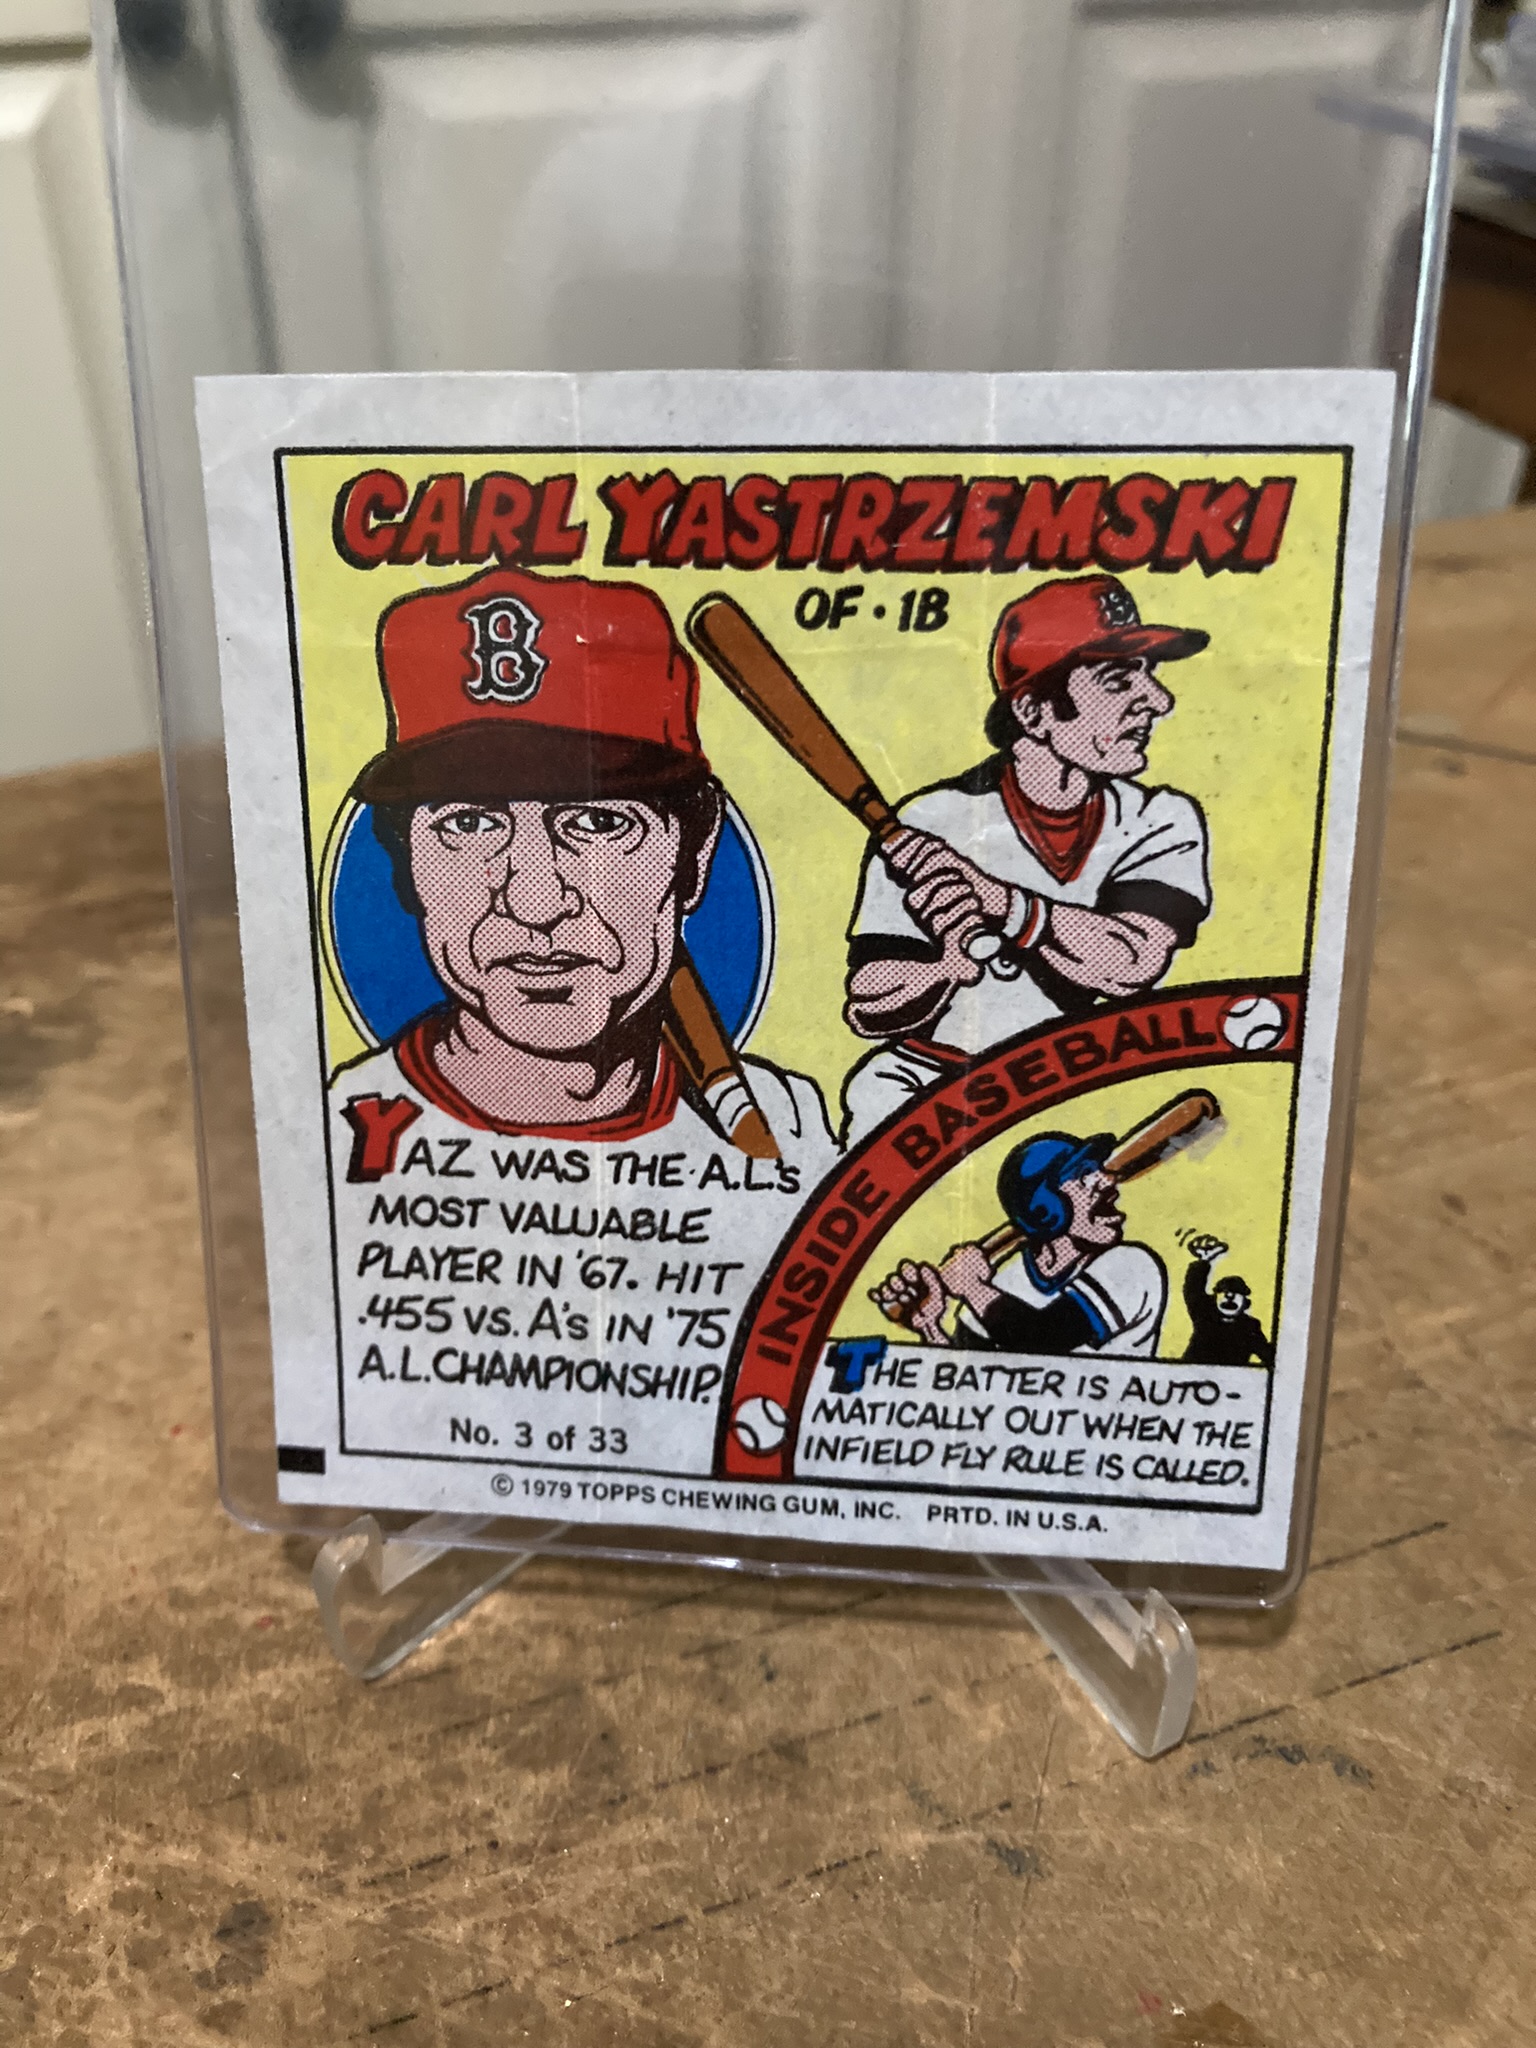 CARL YASTRZEMSKI
OF • 1B
B
B
YAZ WAS THE A.L.'s
MOST VALUABLE
PLAYER IN '67. HIT
.455 VS. A's IN '75
A.L. CHAMPIONSHIP.
No. 3 of 33
INSIDE BASEBALL
THE BATTER IS AUTO-
MATICALLY OUT WHEN THE
INFIELD FLY RULE IS CALLED.
© 1979 TOPPS CHEWING GUM, INC. PRTD. IN U.S.A.